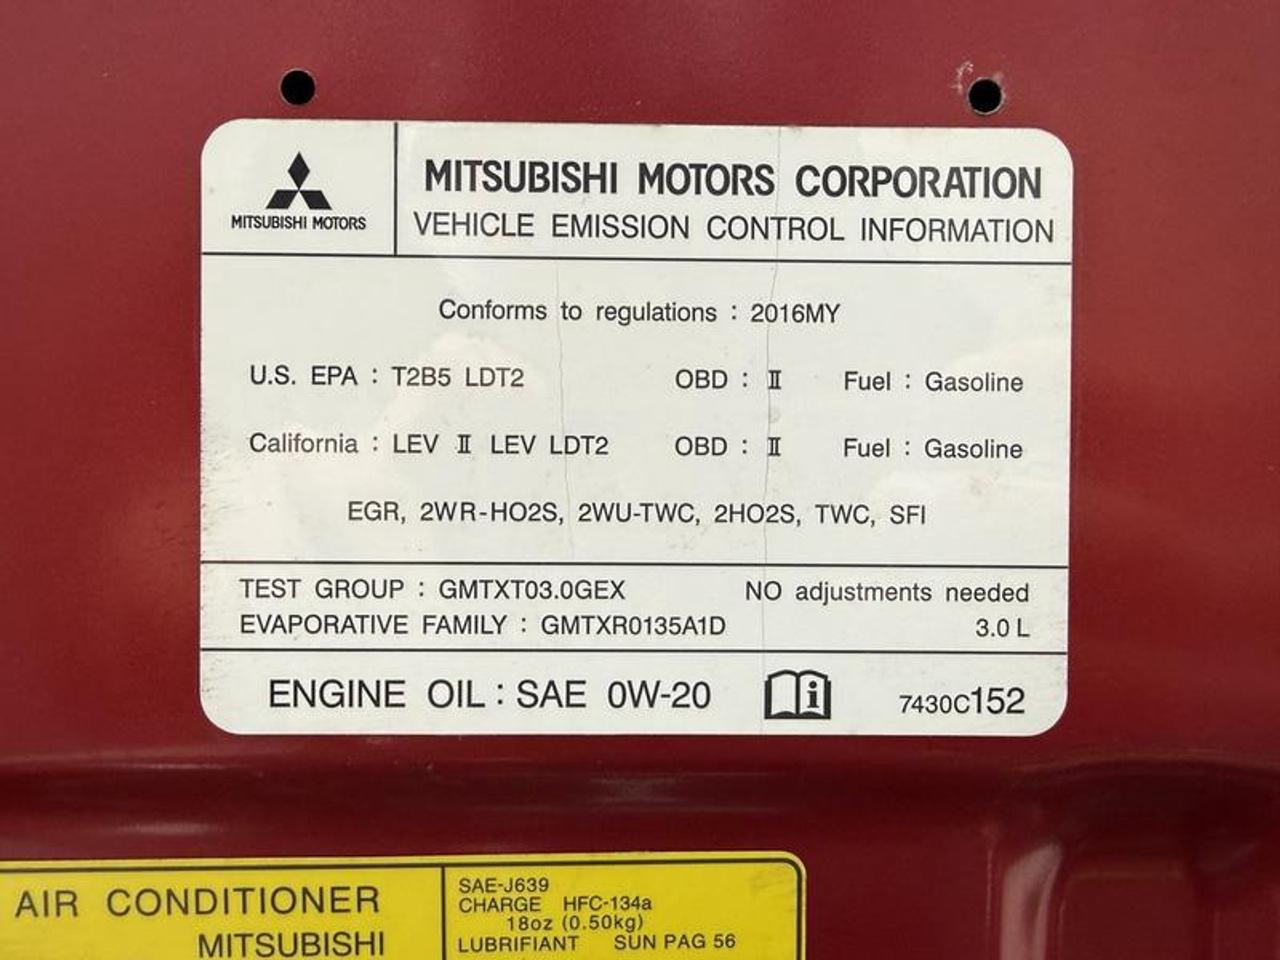 MITSUBISHI MOTORS
MITSUBISHI MOTORS CORPORATION
VEHICLE EMISSION CONTROL INFORMATION
Conforms to regulations : 2016MY
U.S. EPA : T2B5 LDT2 OBD : Ⅱ Fuel : Gasoline
California : LEV Ⅱ LEV LDT2 OBD : Ⅱ Fuel : Gasoline
EGR, 2WR-HO2S, 2WU-TWC, 2HO2S, TWC, SFI
TEST GROUP : GMTXT03.0GEX NO adjustments needed
EVAPORATIVE FAMILY : GMTXR0135A1D 3.0 L
ENGINE OIL : SAE 0W-20 7430C152
AIR CONDITIONER
MITSUBISHI
SAE-J639
CHARGE HFC-134a
18oz (0.50kg)
LUBRIFIANT SUN PAG 56